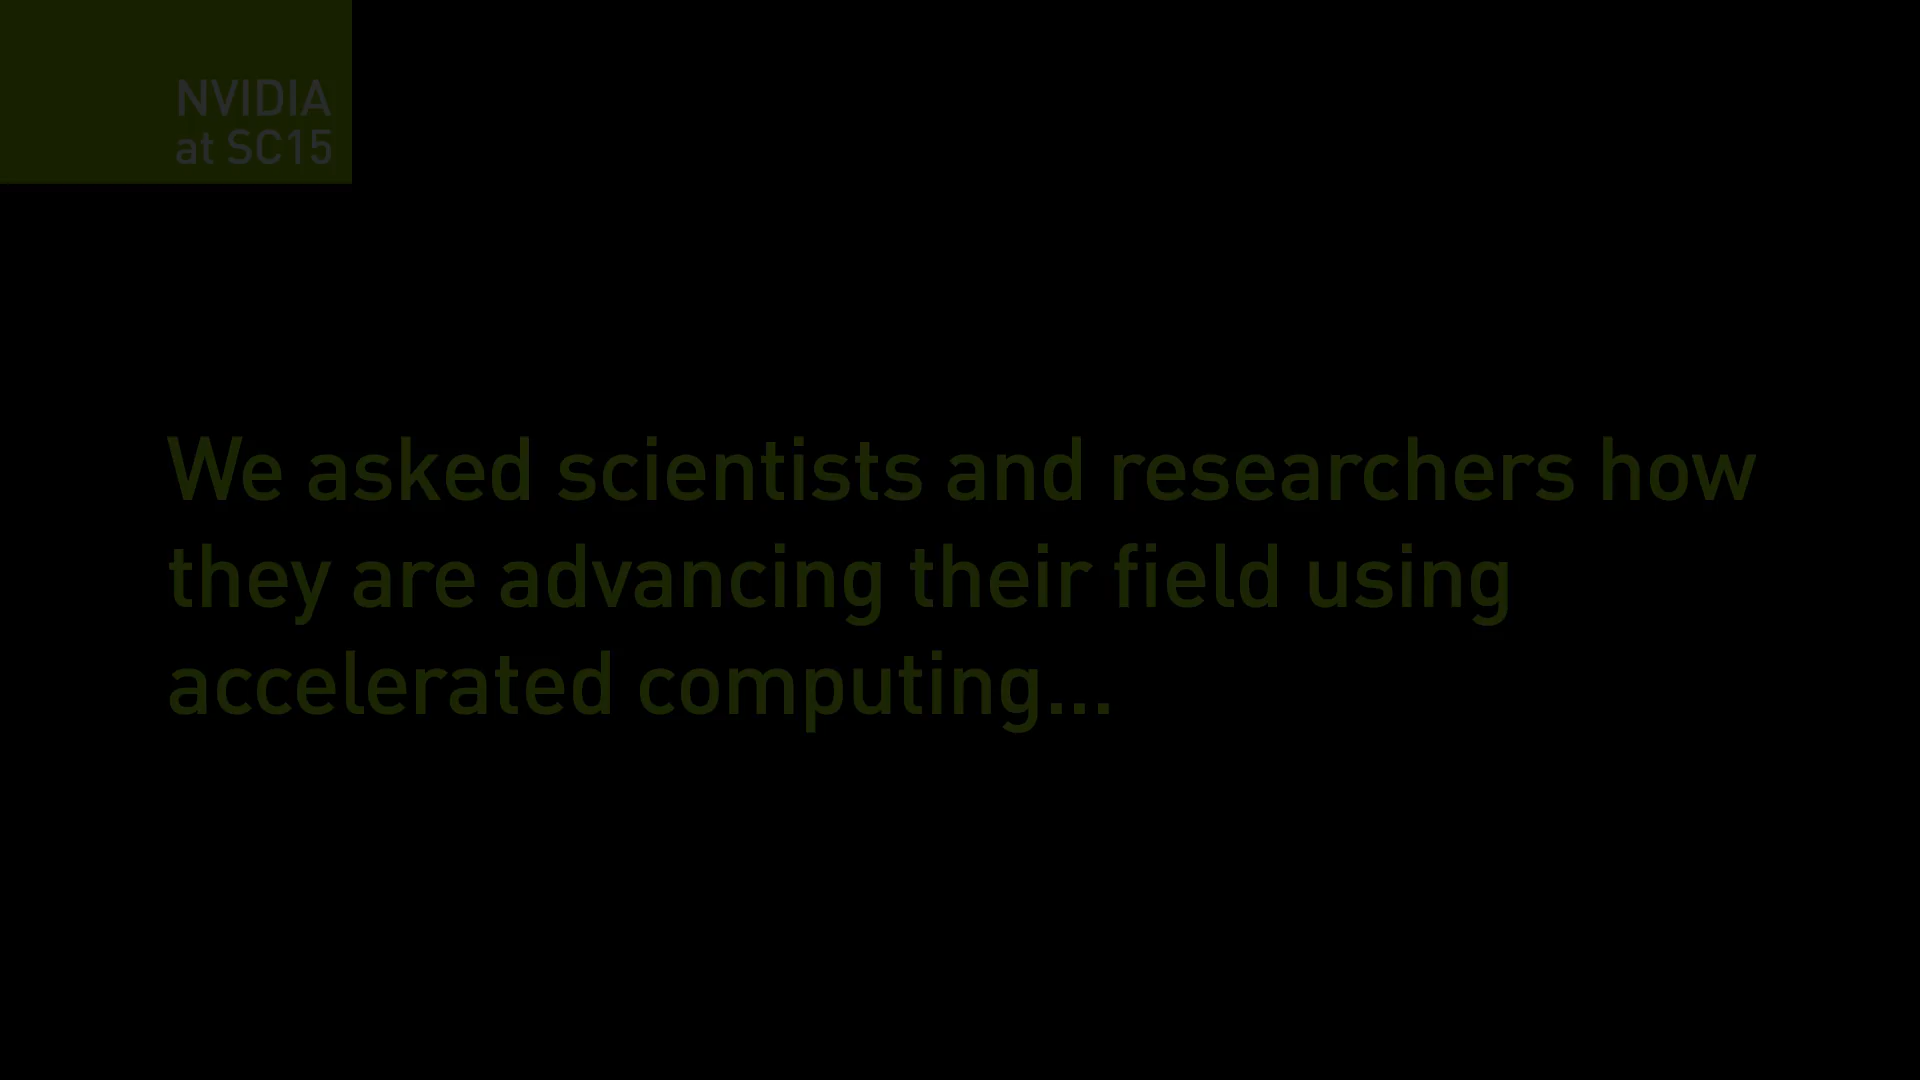 NVIDIA
at SC15
We asked scientists and researchers how
they are advancing their field using
accelerated computing...